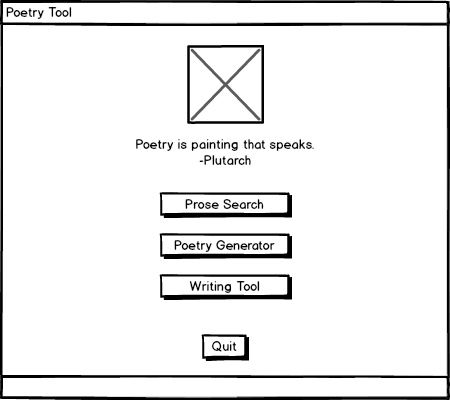 Poetry Tool
Poetry is painting that speaks.
-Plutarch
Prose Search
Poetry Generator
Writing Tool
Quit